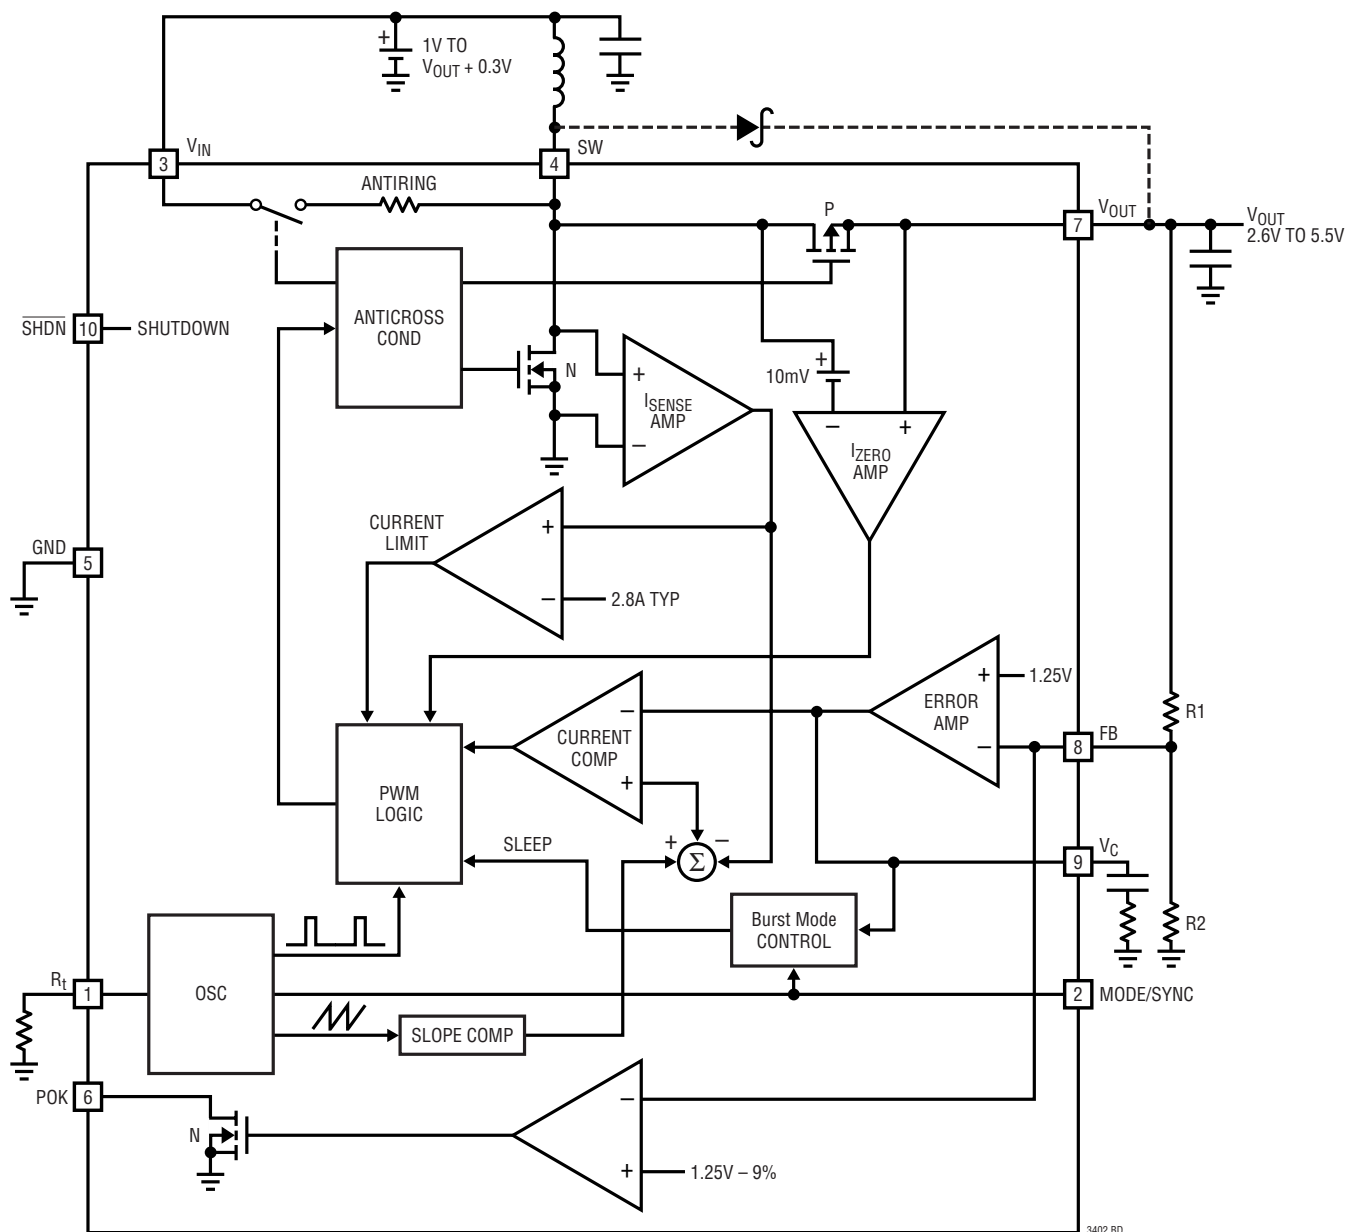 +
1V TO
VOUT + 0.3V
3
VIN
4
SW
ANTIRING
P
7
VOUT
VOUT
2.6V TO 5.5V
SHDN
10
SHUTDOWN
ANTICROSS
COND
N
+
ISENSE
AMP
–
+
10mV
–
+
IZERO
AMP
GND
5
CURRENT
LIMIT
+
–
2.8A TYP
+
1.25V
ERROR
AMP
–
R1
FB
8
–
CURRENT
COMP
+
PWM
LOGIC
SLEEP
+
–
Σ
VC
9
Burst Mode
CONTROL
R2
Rt
1
OSC
2
MODE/SYNC
SLOPE COMP
POK
6
N
–
+
1.25V – 9%
3402 BD